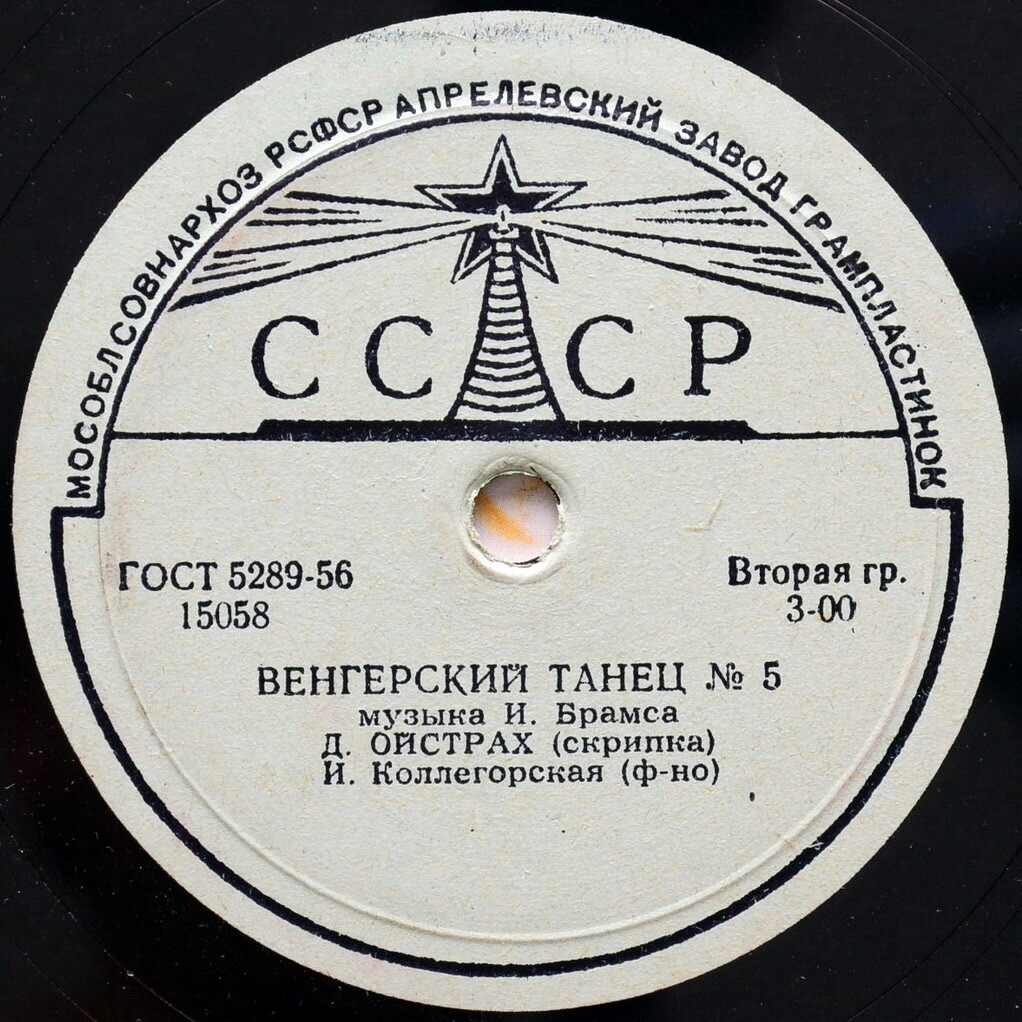 МОСОБЛСОВНАРХОЗ РСФСР АПРЕЛЕВСКИЙ ЗАВОД ГРАМПЛАСТИНОК
СССР
ГОСТ 5289-56
15058
Вторая гр.
3-00
ВЕНГЕРСКИЙ ТАНЕЦ № 5
музыка И. Брамса
Д. ОЙСТРАХ (скрипка)
И. Коллегорская (ф-но)